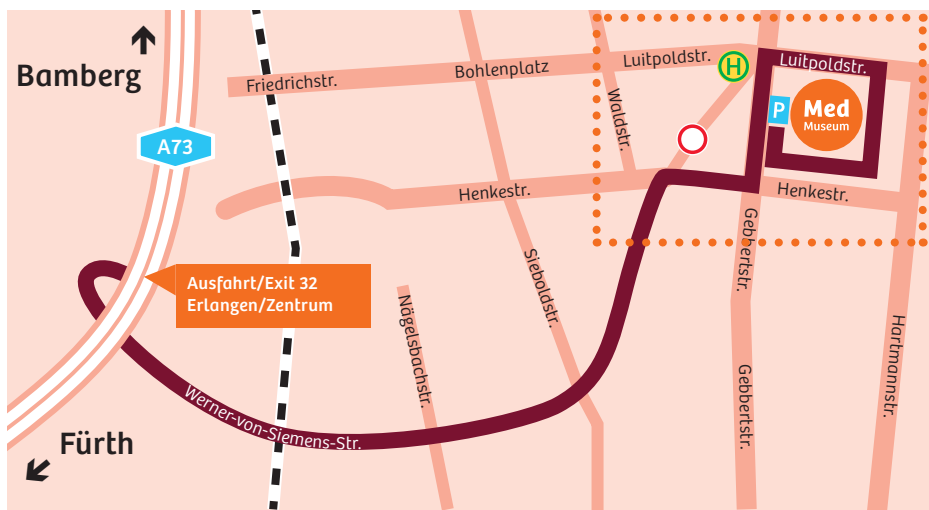 Bamberg
A73
Friedrichstr.
Bohlenplatz
Luitpoldstr.
H
Luitpoldstr.
P
Med
Museum
Waldstr.
Henkestr.
Henkestr.
Gebbertstr.
Ausfahrt/Exit 32
Erlangen/Zentrum
Sieboldstr.
Nägelsbachstr.
Hartmannstr.
Gebbertstr.
Werner-von-Siemens-Str.
Fürth